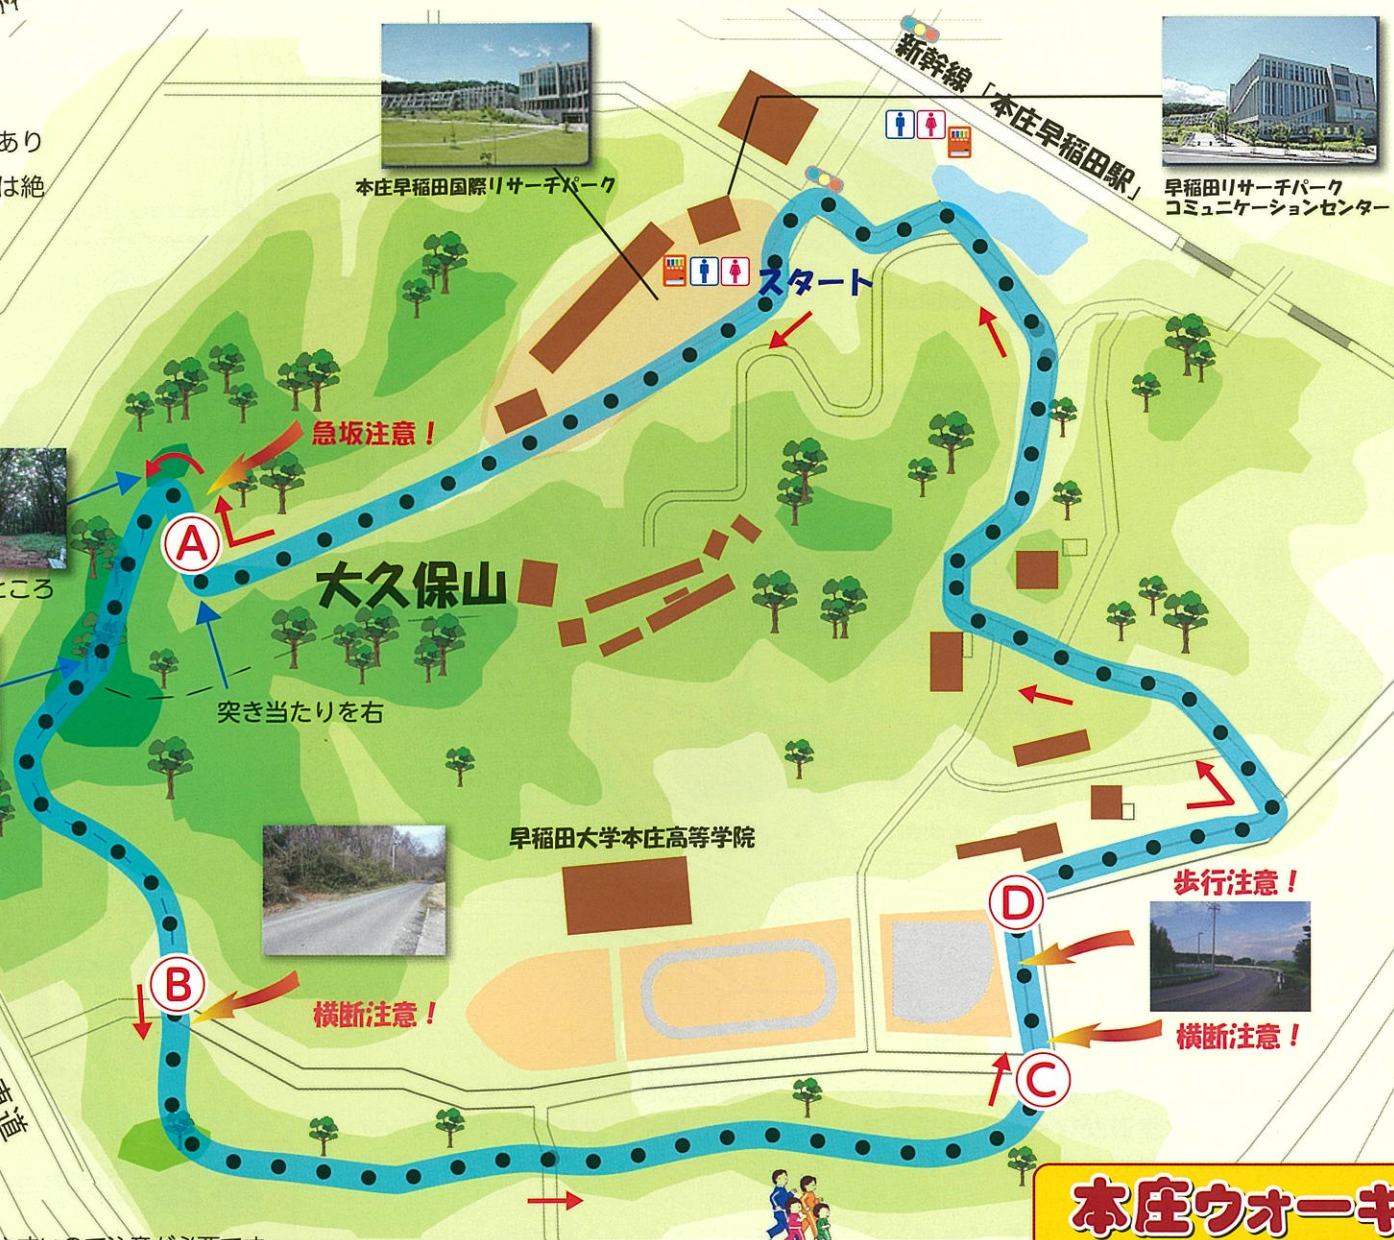 あり
は絶
新幹線「本庄早稲田駅」
本庄早稲田国際リサーチパーク
早稲田リサーチパーク
コミュニケーションセンター
スタート
急坂注意！
A
ところ
大久保山
突き当たりを右
早稲田大学本庄高等学院
歩行注意！
D
B
横断注意！
横断注意！
C
市道
本庄ウォーキ